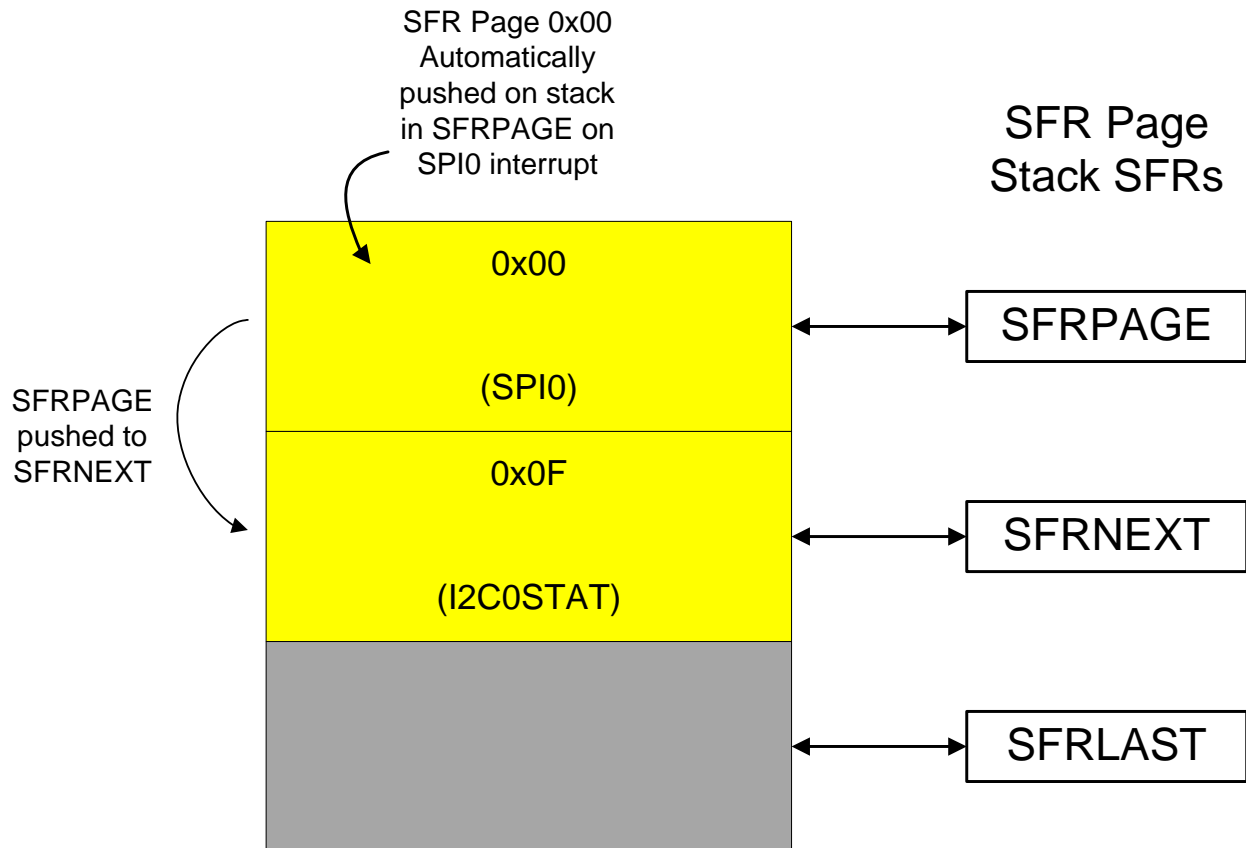 SFR Page 0x00
Automatically
pushed on stack
in SFRPAGE on
SPI0 interrupt
SFR Page
Stack SFRs
0x00
(SPI0)
SFRPAGE
SFRPAGE
pushed to
SFRNEXT
0x0F
(I2C0STAT)
SFRNEXT
SFRLAST